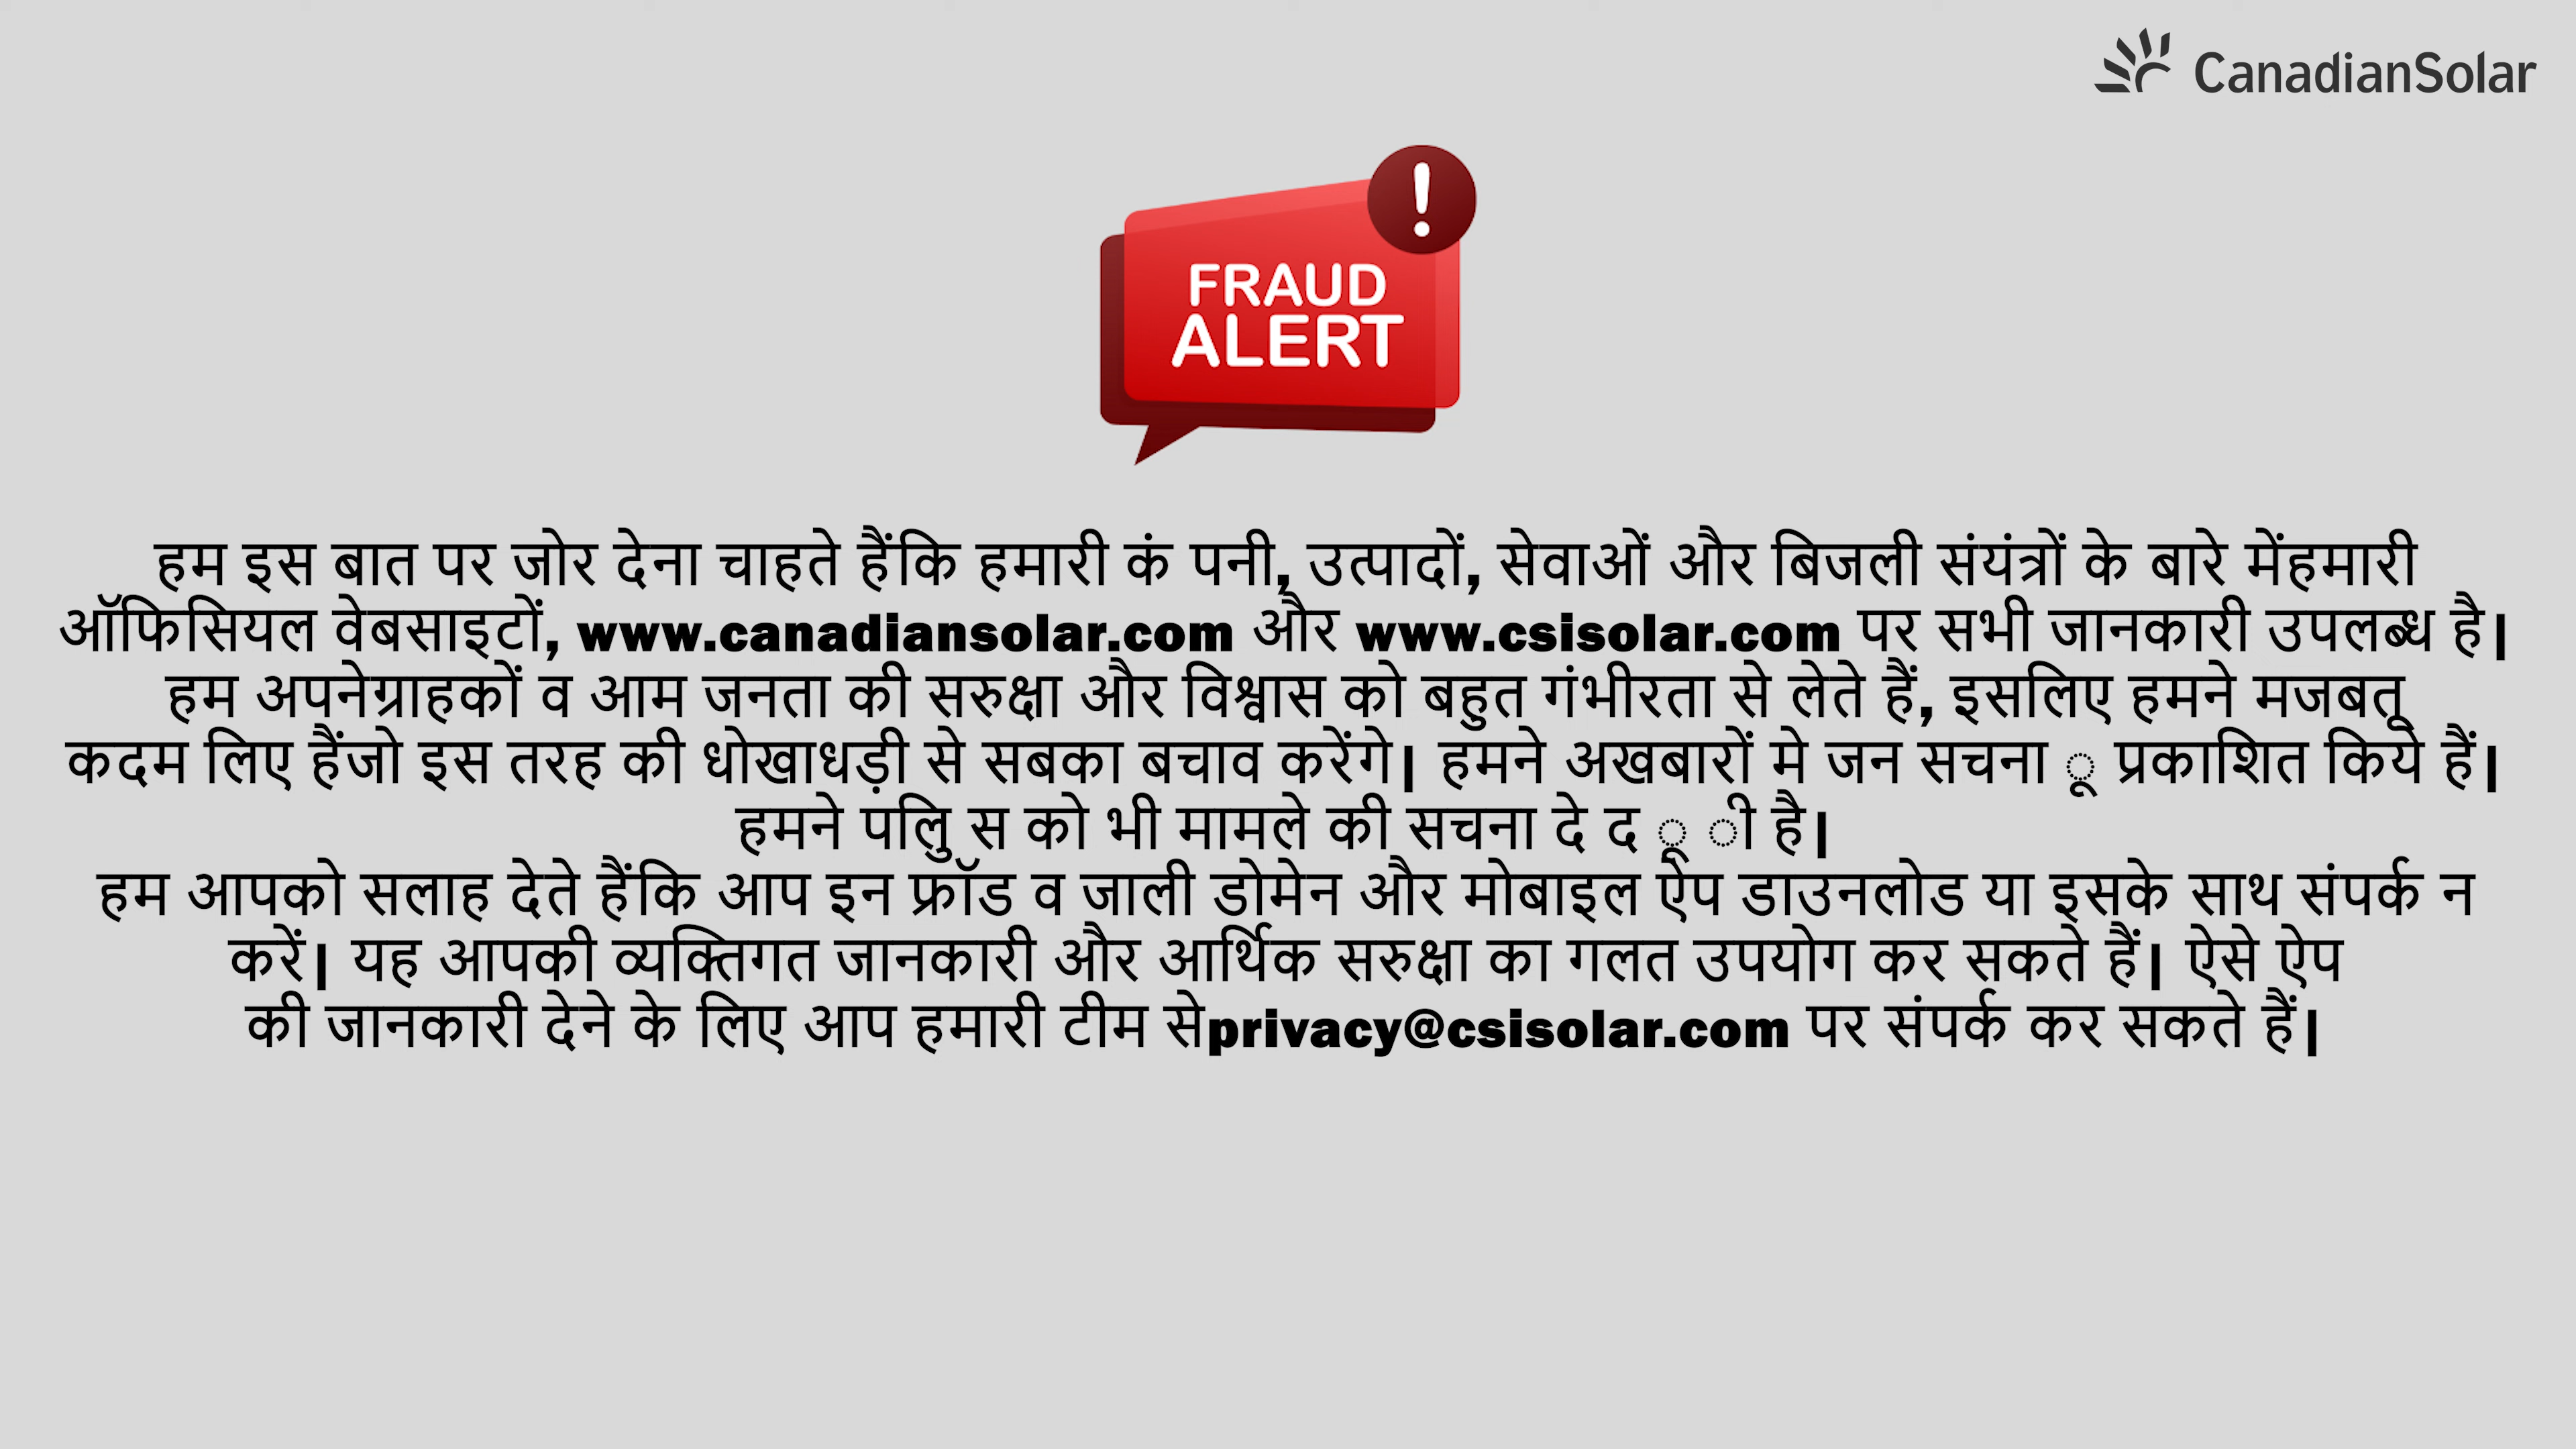 CanadianSolar
!
FRAUD
ALERT
हम इस बात पर जोर देना चाहते हैंकि हमारी कं पनी, उत्पादों, सेवाओं और बिजली संयंत्रों के बारे मेंहमारी
ऑफिसियल वेबसाइटों, www.canadiansolar.com और www.csisolar.com पर सभी जानकारी उपलब्ध है।
हम अपनेग्राहकों व आम जनता की सरुक्षा और विश्वास को बहुत गंभीरता से लेते हैं, इसलिए हमने मजबतू
कदम लिए हैंजो इस तरह की धोखाधड़ी से सबका बचाव करेंगे। हमने अखबारों मे जन सचना ू प्रकाशित किये हैं।
हमने पलिु स को भी मामले की सचना दे द ू ी है।
हम आपको सलाह देते हैंकि आप इन फ्रॉड व जाली डोमेन और मोबाइल ऐप डाउनलोड या इसके साथ संपर्क न
करें। यह आपकी व्यक्तिगत जानकारी और आर्थिक सरुक्षा का गलत उपयोग कर सकते हैं। ऐसे ऐप
की जानकारी देने के लिए आप हमारी टीम सेprivacy@csisolar.com पर संपर्क कर सकते हैं।